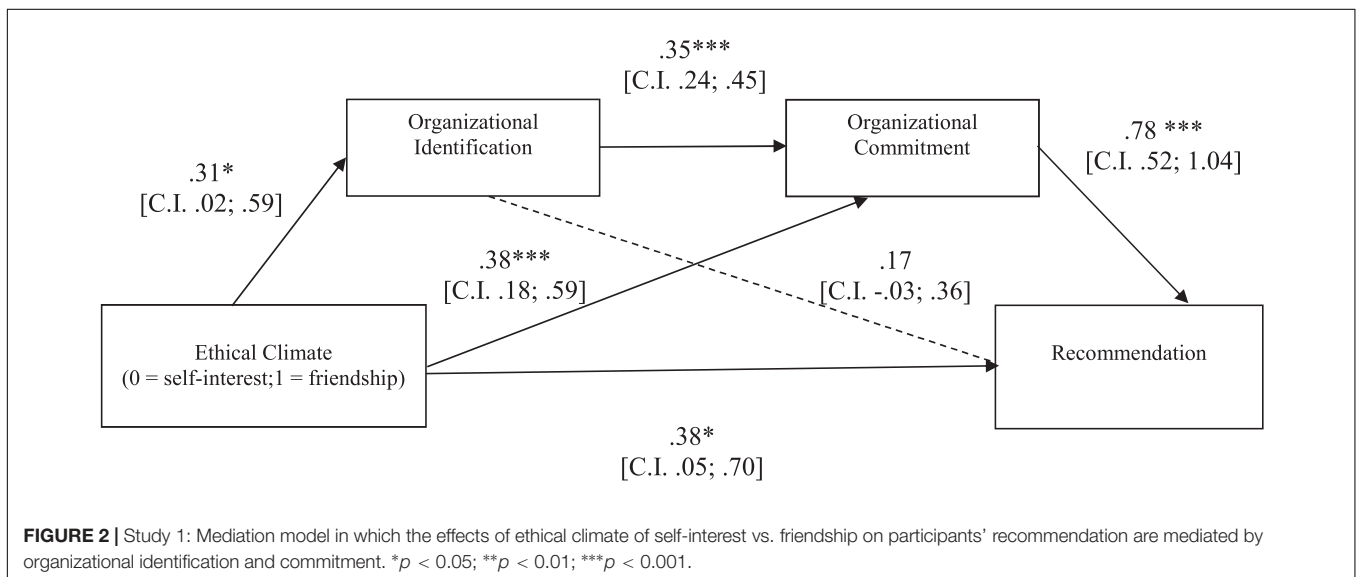 .35***
[C.I. .24; .45]
Organizational
Identification
Organizational
Commitment
.78 ***
[C.I. .52; 1.04]
.31*
[C.I. .02; .59]
.38***
[C.I. .18; .59]
.17
[C.I. -.03; .36]
Ethical Climate
(0 = self-interest;1 = friendship)
Recommendation
.38*
[C.I. .05; .70]
FIGURE 2 | Study 1: Mediation model in which the effects of ethical climate of self-interest vs. friendship on participants’ recommendation are mediated by
organizational identification and commitment. *p < 0.05; **p < 0.01; ***p < 0.001.